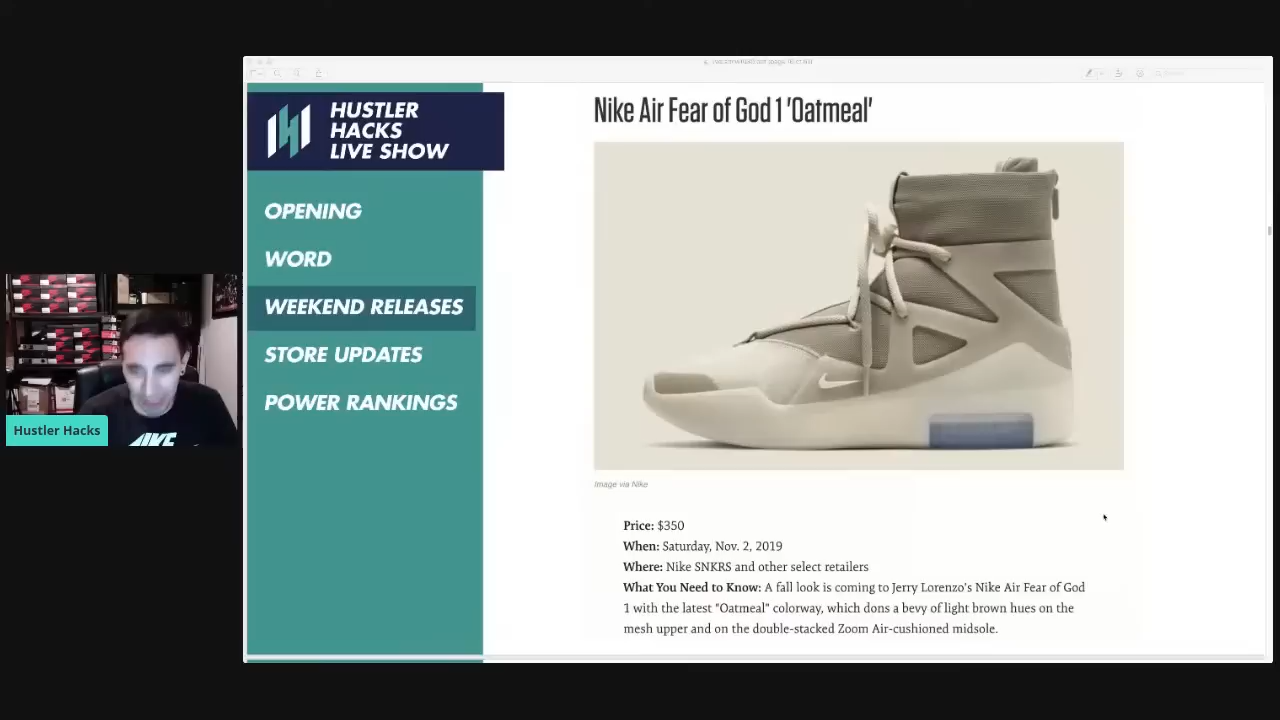 HUSTLER
HACKS
LIVE SHOW
OPENING
WORD
WEEKEND RELEASES
STORE UPDATES
POWER RANKINGS
Hustler Hacks
Nike Air Fear of God 1 'Oatmeal'
Image via Nike
Price: $350
When: Saturday, Nov. 2, 2019
Where: Nike SNKRS and other select retailers
What You Need to Know: A fall look is coming to Jerry Lorenzo's Nike Air Fear of God
1 with the latest "Oatmeal" colorway, which dons a bevy of light brown hues on the
mesh upper and on the double-stacked Zoom Air-cushioned midsole.